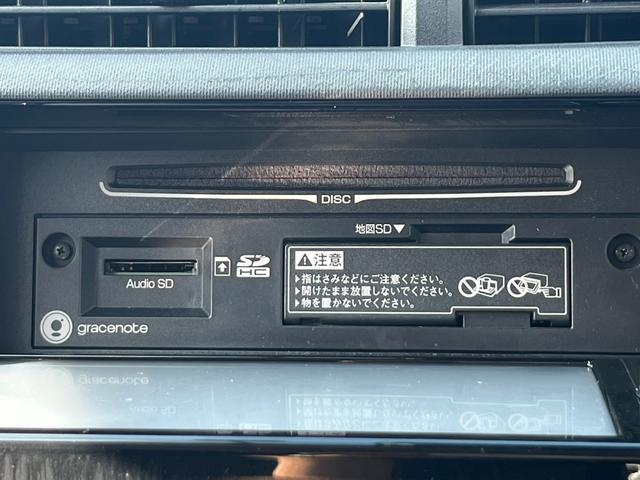 DISC
地図SD▼
⚠注意
▶指はさみなどにご注意ください。
▶開けたまま放置しないでください。
▶物を置かないでください。
SD
HC
Audio SD
gracenote